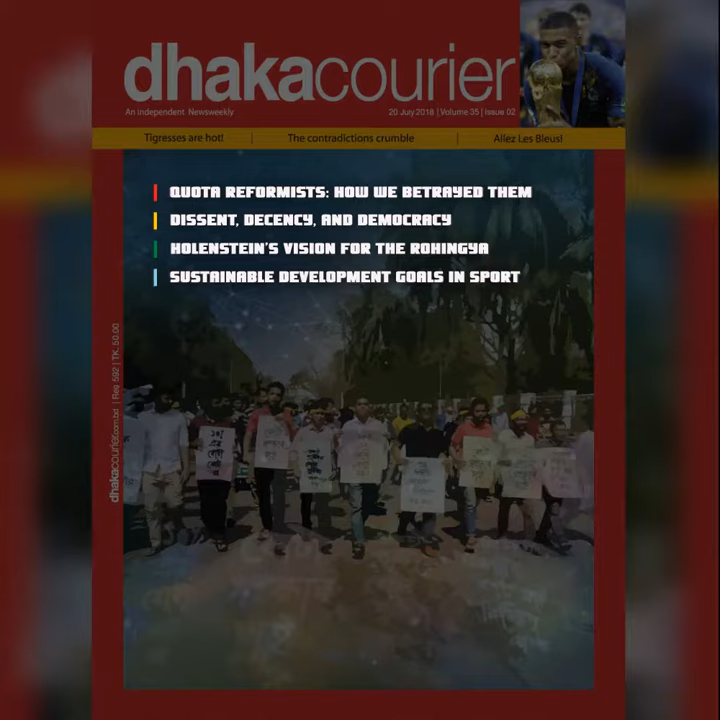 dhakacourier
An Independent Newsweekly
20 July 2018 | Volume 35 | Issue 02
Tigresses are hot! | The contradictions crumble | Allez Les Bleus!
QUOTA REFORMISTS: HOW WE BETRAYED THEM
DISSENT, DECENCY, AND DEMOCRACY
HOLENSTEIN'S VISION FOR THE ROHINGYA
SUSTAINABLE DEVELOPMENT GOALS IN SPORT
dhakacourier.com.bd | Reg 592 | TK. 50.00